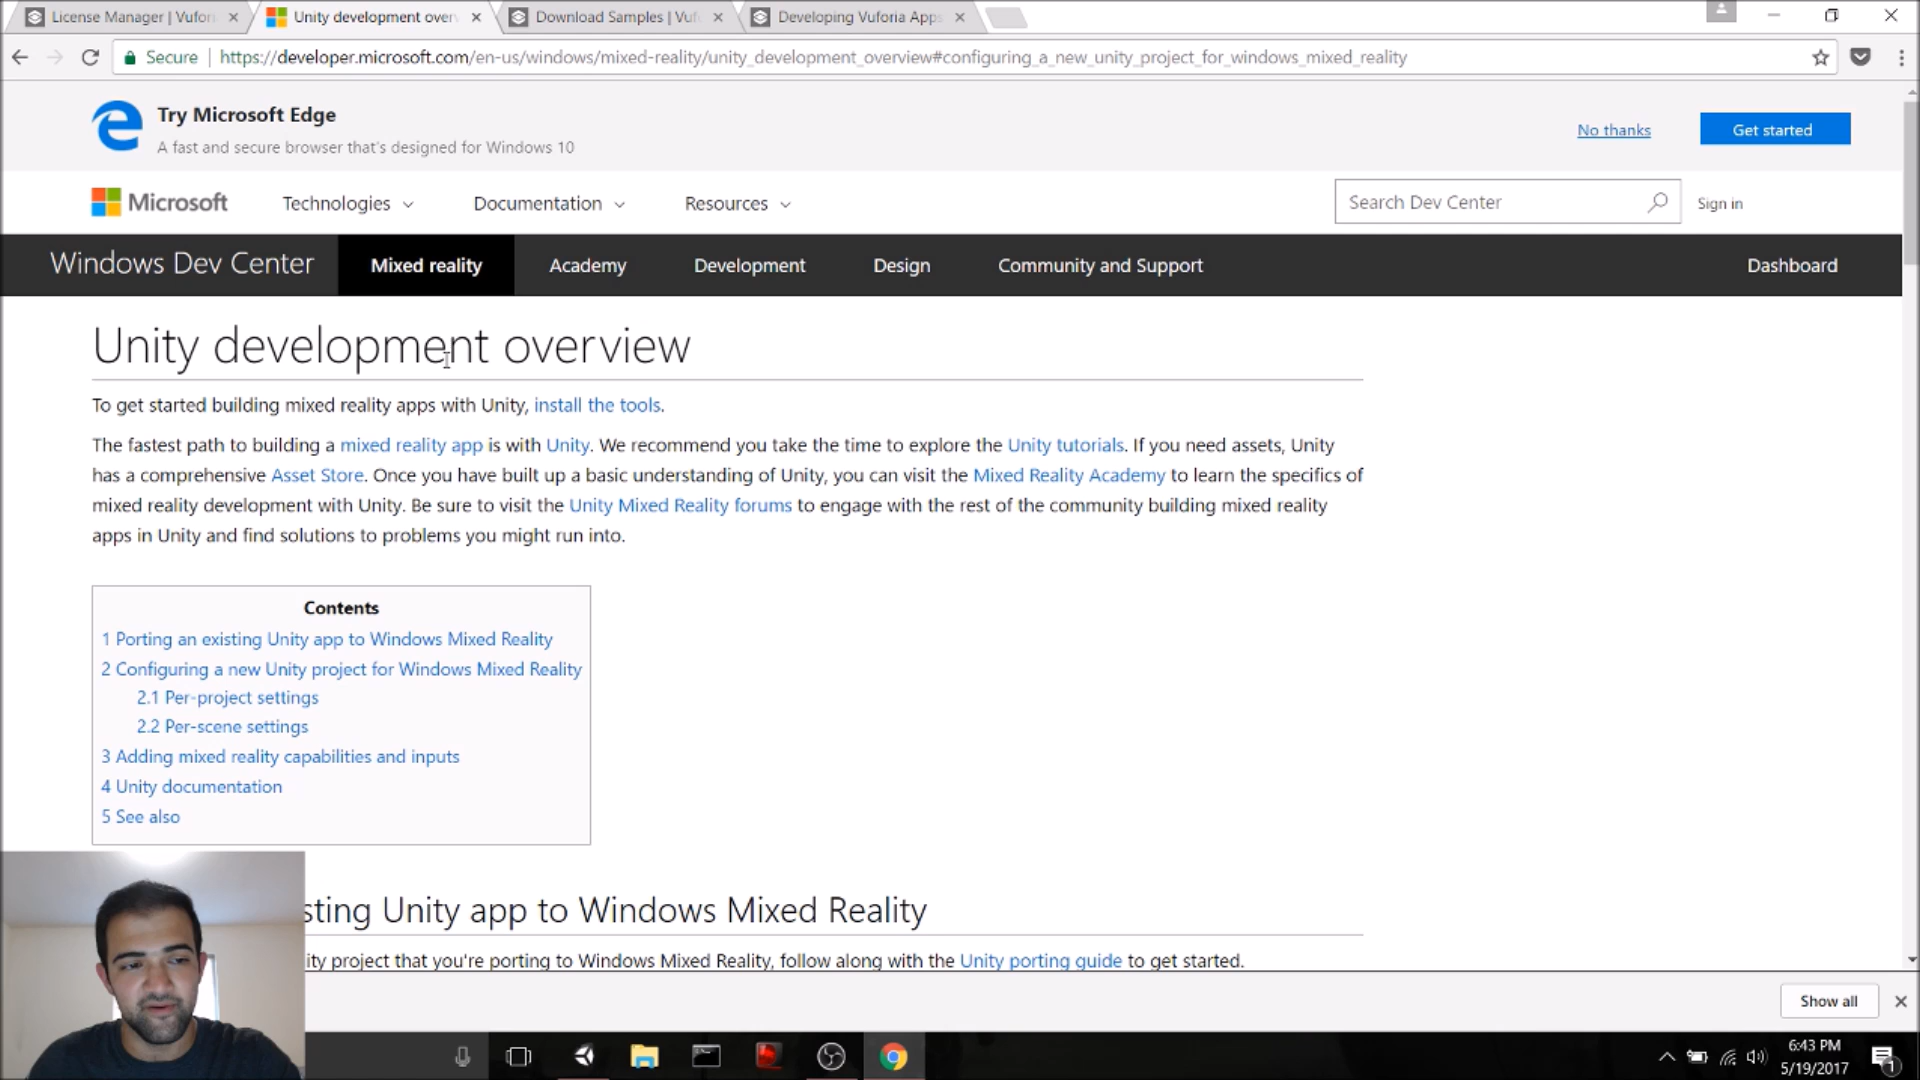 License Manager | Vufor
Unity development over
Download Samples | Vuf
Developing Vuforia Apps
Secure
https://developer.microsoft.com/en-us/windows/mixed-reality/unity_development_overview#configuring_a_new_unity_project_for_windows_mixed_reality
Try Microsoft Edge
A fast and secure browser that's designed for Windows 10
No thanks
Get started
Microsoft
Technologies
Documentation
Resources
Search Dev Center
Sign in
Windows Dev Center
Mixed reality
Academy
Development
Design
Community and Support
Dashboard
Unity development overview
To get started building mixed reality apps with Unity, install the tools.
The fastest path to building a mixed reality app is with Unity. We recommend you take the time to explore the Unity tutorials. If you need assets, Unity
has a comprehensive Asset Store. Once you have built up a basic understanding of Unity, you can visit the Mixed Reality Academy to learn the specifics of
mixed reality development with Unity. Be sure to visit the Unity Mixed Reality forums to engage with the rest of the community building mixed reality
apps in Unity and find solutions to problems you might run into.
Contents
1 Porting an existing Unity app to Windows Mixed Reality
2 Configuring a new Unity project for Windows Mixed Reality
2.1 Per-project settings
2.2 Per-scene settings
3 Adding mixed reality capabilities and inputs
4 Unity documentation
5 See also
sting Unity app to Windows Mixed Reality
ity project that you're porting to Windows Mixed Reality, follow along with the Unity porting guide to get started.
Show all
6:43 PM
5/19/2017
1